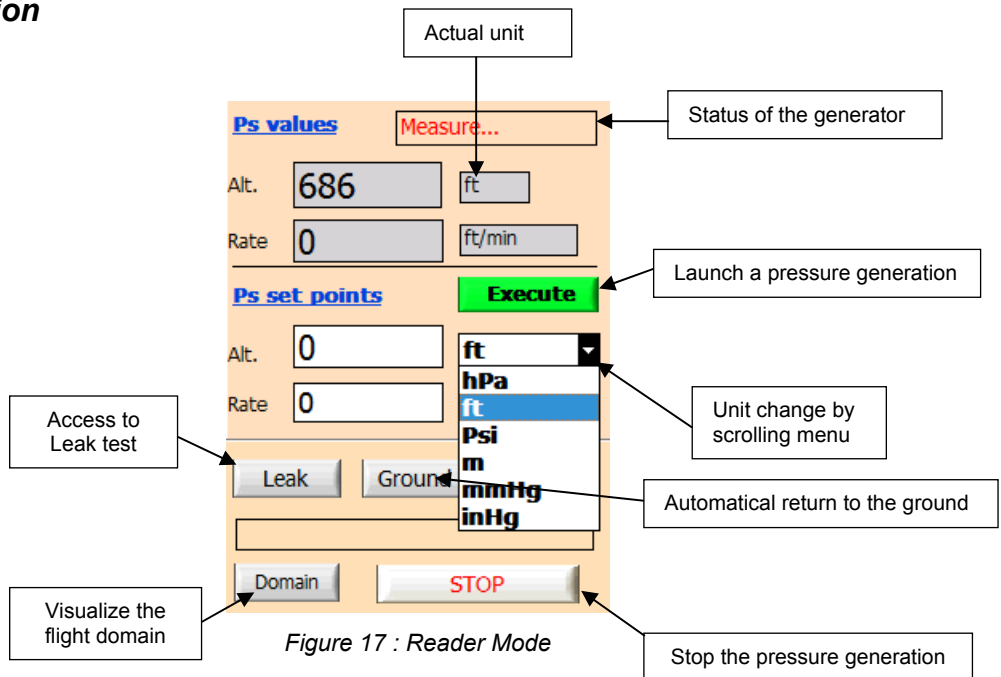 ion
Actual unit
Ps values
Measure...
Status of the generator
Alt.
686
ft
Rate
0
ft/min
Launch a pressure generation
Ps set points
Execute
Alt.
0
ft
hPa
Rate
0
ft
Psi
m
mmHg
inHg
Unit change by
scrolling menu
Access to
Leak test
Leak
Ground
Automatical return to the ground
Domain
STOP
Visualize the
flight domain
Figure 17 : Reader Mode
Stop the pressure generation